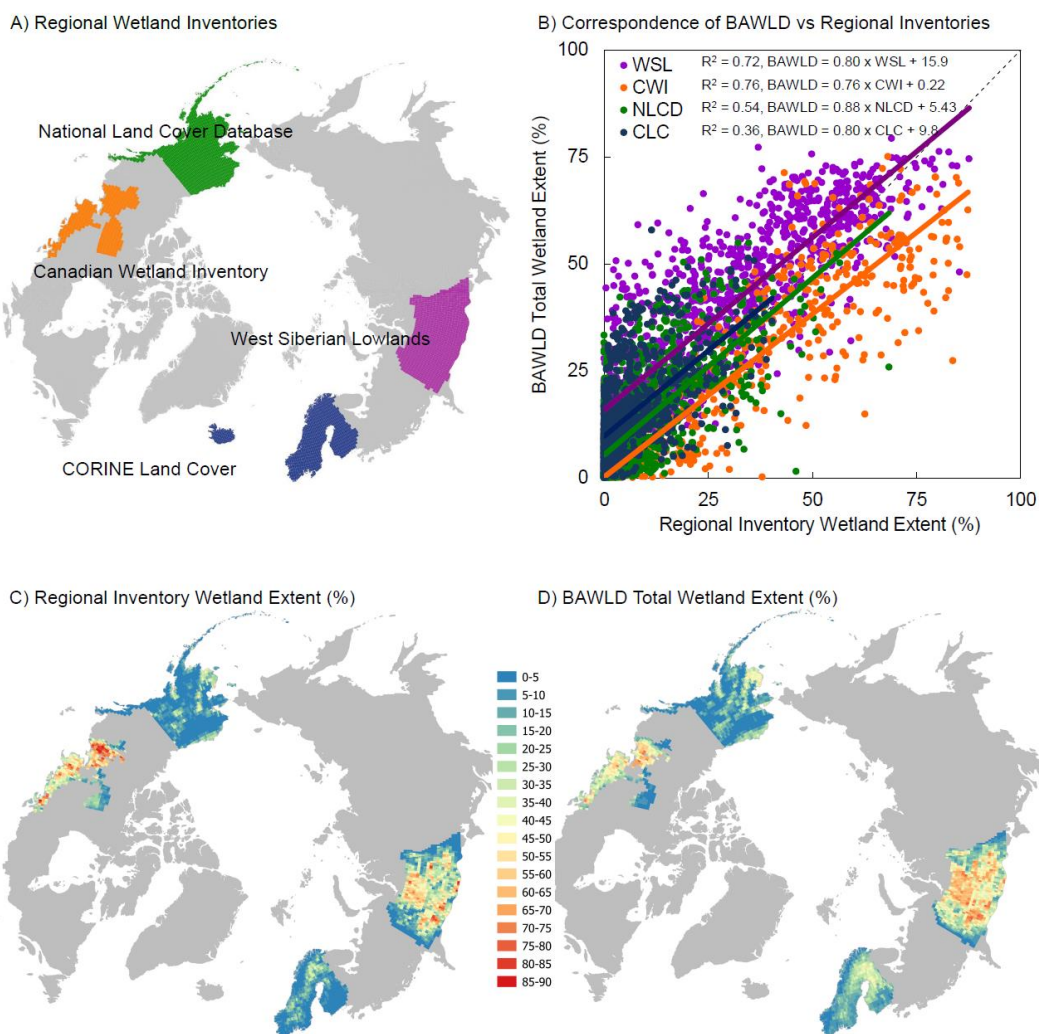 A) Regional Wetland Inventories
National Land Cover Database
Canadian Wetland Inventory
West Siberian Lowlands
CORINE Land Cover
B) Correspondence of BAWLD vs Regional Inventories
100
75
50
25
0
BAWLD Total Wetland Extent (%)
WSL R² = 0.72, BAWLD = 0.80 x WSL + 15.9
CWI R² = 0.76, BAWLD = 0.76 x CWI + 0.22
NLCD R² = 0.54, BAWLD = 0.88 x NLCD + 5.43
CLC R² = 0.36, BAWLD = 0.80 x CLC + 9.8
0 25 50 75 100
Regional Inventory Wetland Extent (%)
C) Regional Inventory Wetland Extent (%)
0-5
5-10
10-15
15-20
20-25
25-30
30-35
35-40
40-45
45-50
50-55
55-60
60-65
65-70
70-75
75-80
80-85
85-90
D) BAWLD Total Wetland Extent (%)